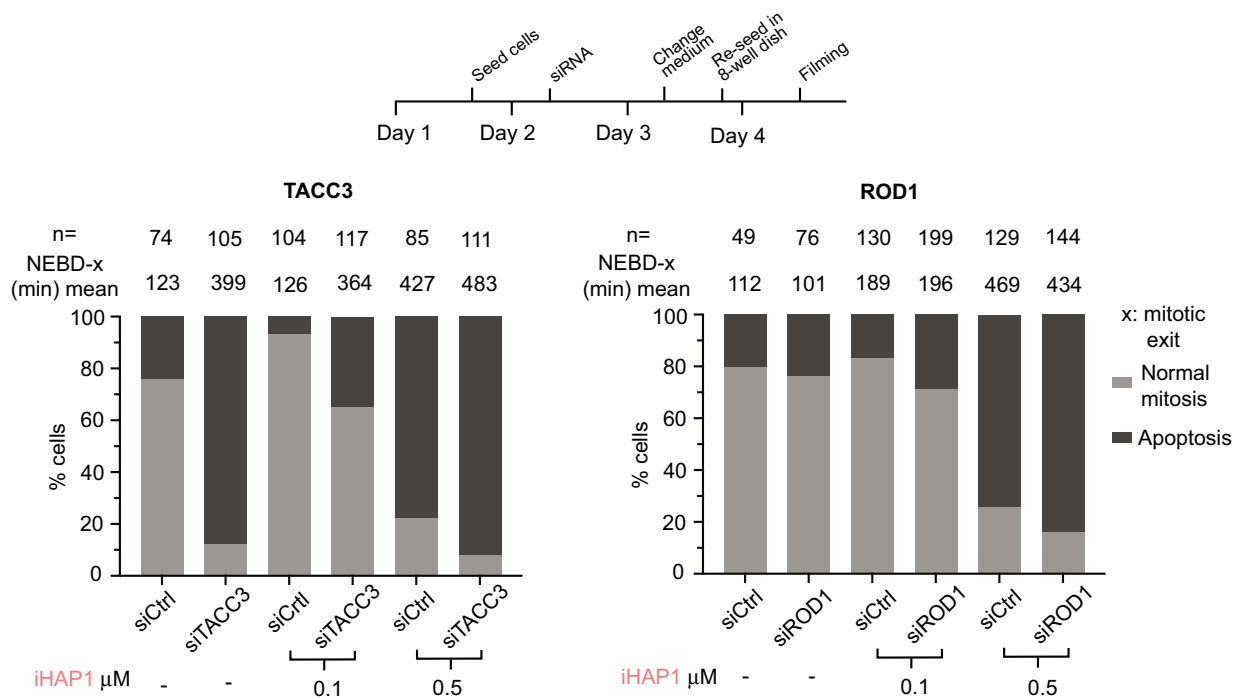 Seed cells
siRNA
Change
medium
Re-seed in
8-well dish
Filming
Day 1
Day 2
Day 3
Day 4
TACC3
n=
74 105 104 117 85 111
NEBD-x
(min) mean
123 399 126 364 427 483
100
80
60
40
20
0
% cells
siCtrl
siTACC3
siCrtl
siTACC3
siCtrl
siTACC3
iHAP1 µM
- - 0.1 0.5
ROD1
n=
49 76 130 199 129 144
NEBD-x
(min) mean
112 101 189 196 469 434
100
80
60
40
20
0
% cells
siCtrl
siROD1
siCtrl
siROD1
siCtrl
siROD1
iHAP1 µM
- - 0.1 0.5
x: mitotic
exit
Normal
mitosis
Apoptosis